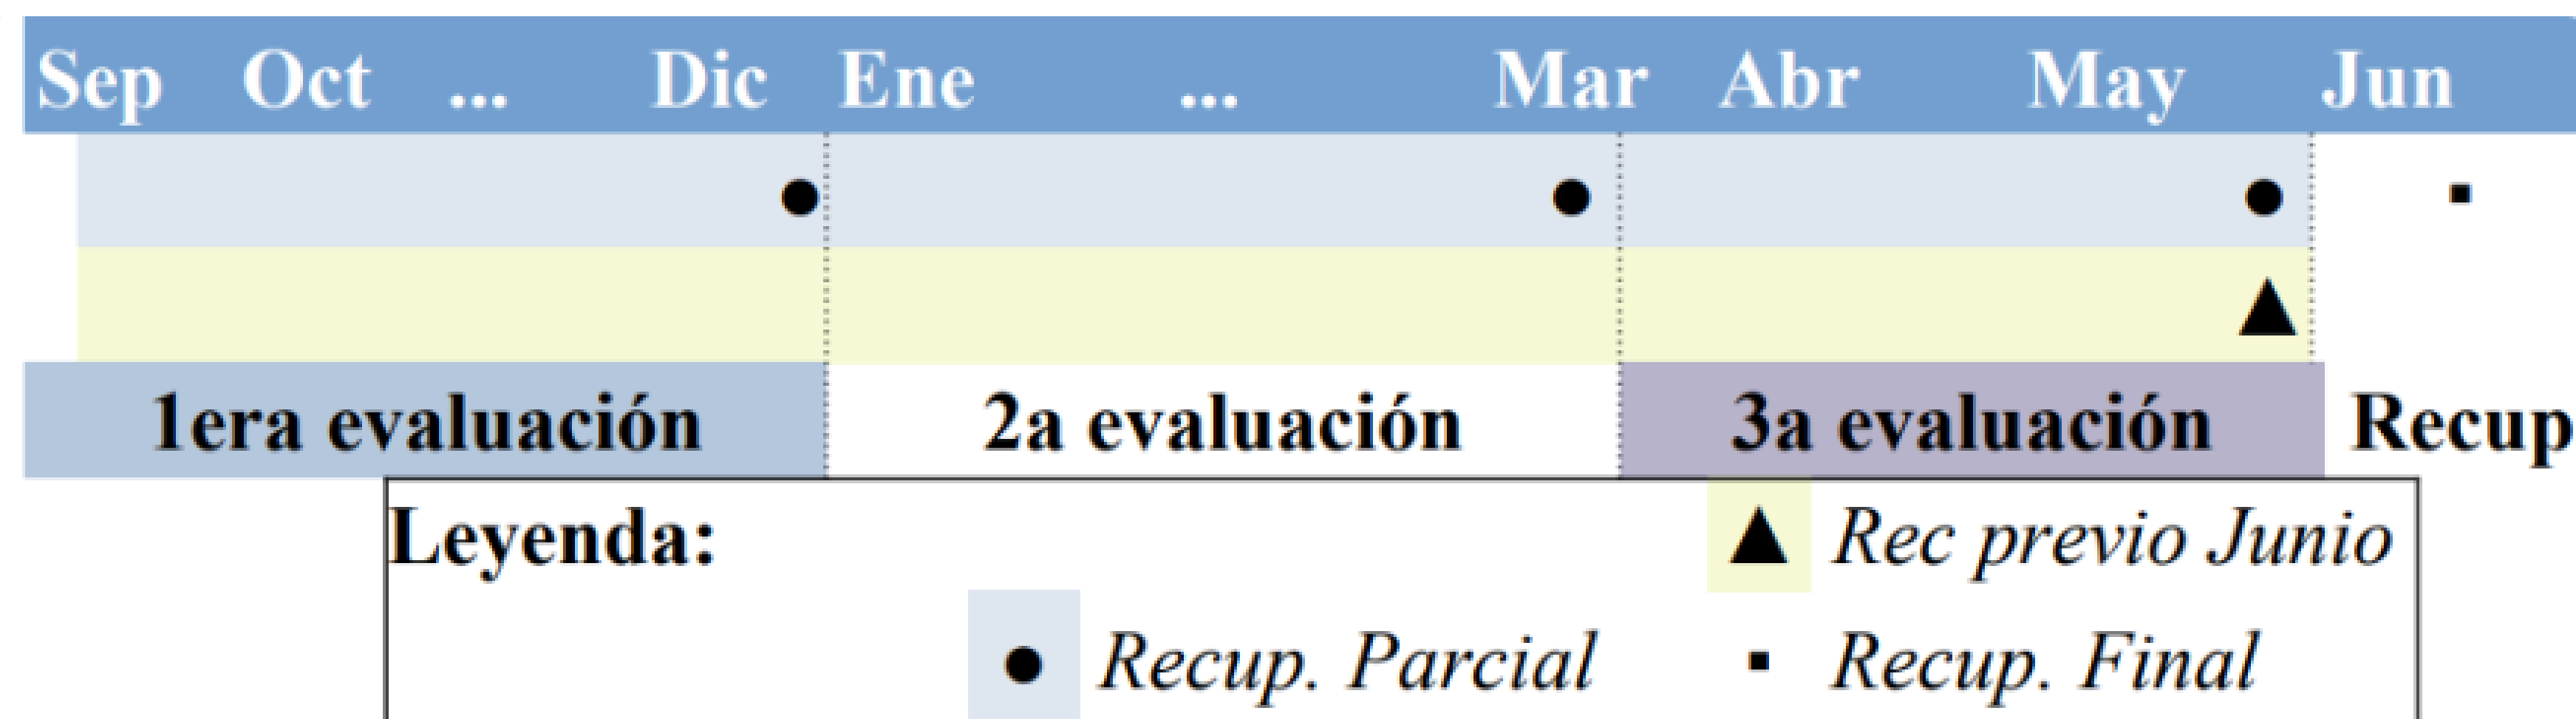 Sep Oct ... Dic Ene ... Mar Abr May Jun
1era evaluación 2a evaluación 3a evaluación Recup
Leyenda: Rec previo Junio
Recup. Parcial Recup. Final